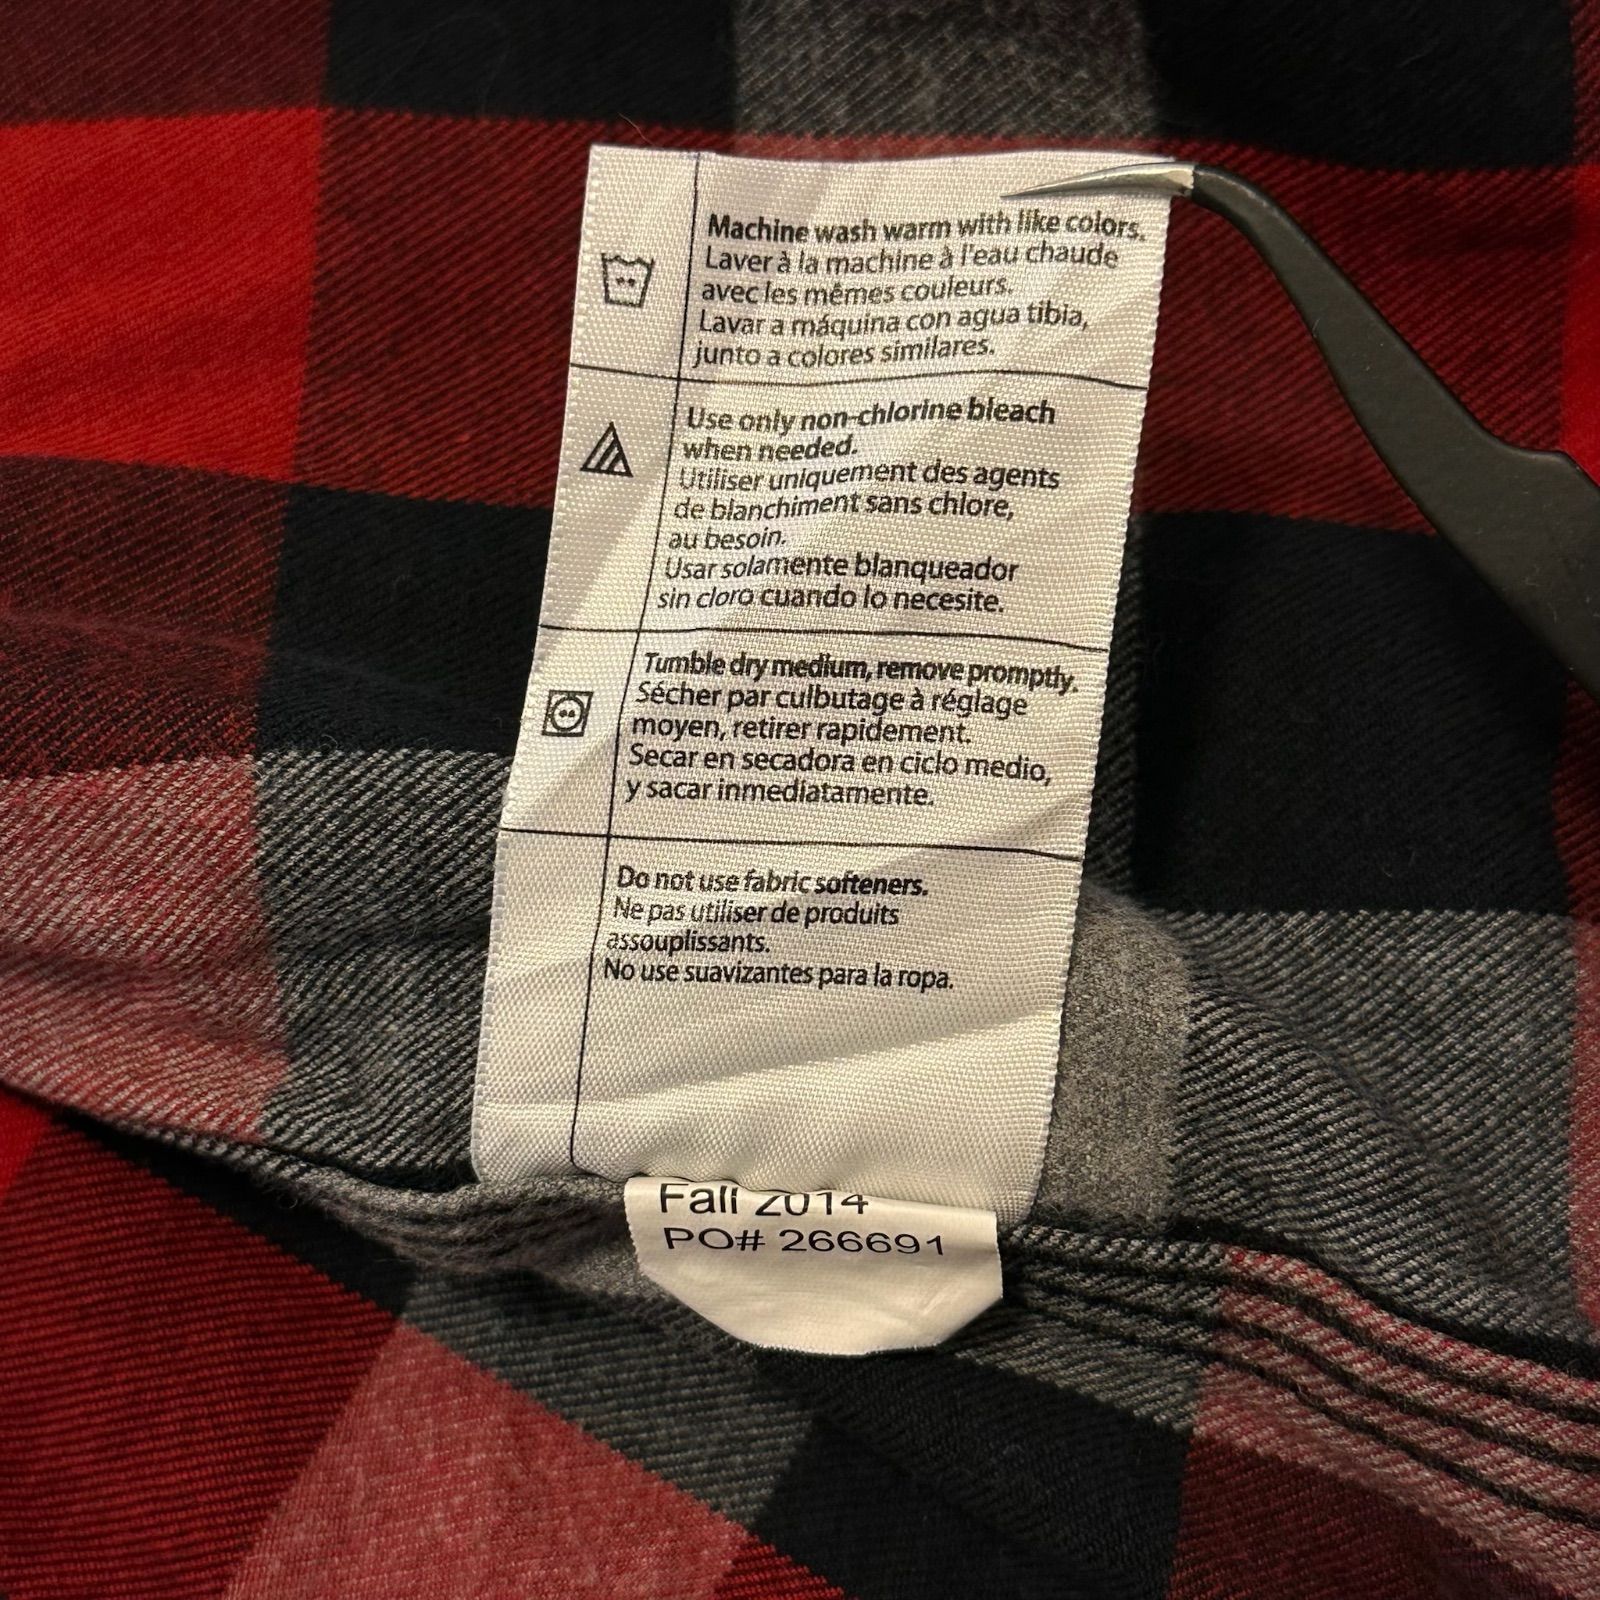 Machine wash warm with like colors.
Laver à la machine à l'eau chaude
avec les mêmes couleurs.
Lavar a máquina con agua tibia,
junto a colores similares.
Use only non-chlorine bleach
when needed.
Utiliser uniquement des agents
de blanchiment sans chlore,
au besoin.
Usar solamente blanqueador
sin cloro cuando lo necesite.
Tumble dry medium, remove promptly.
Sécher par culbutage à réglage
moyen, retirer rapidement.
Secar en secadora en ciclo medio,
y sacar inmediatamente.
Do not use fabric softeners.
Ne pas utiliser de produits
assouplissants.
No use suavizantes para la ropa.
Fall 2014
PO# 266691